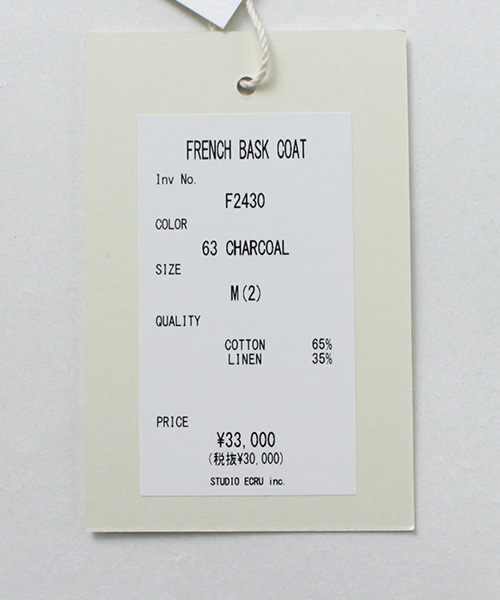 FRENCH BASK COAT
Inv No.
F2430
COLOR
63 CHARCOAL
SIZE
M(2)
QUALITY
COTTON 65%
LINEN 35%
PRICE
¥33,000
(税抜¥30,000)
STUDIO ECRU inc.